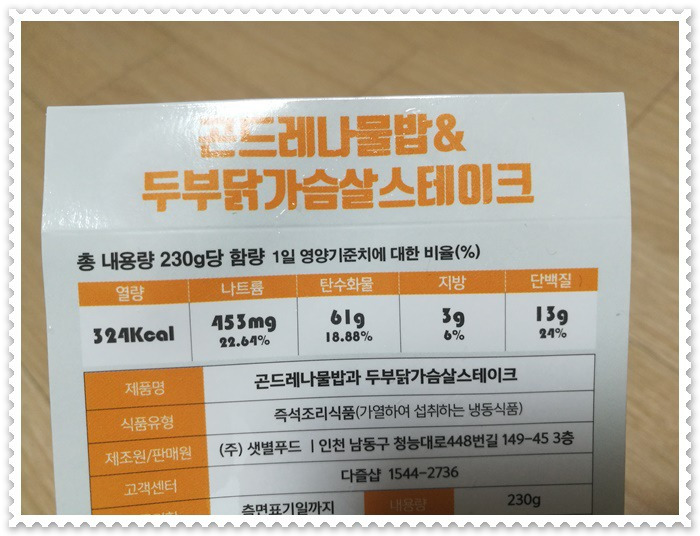 곤드레나물밥&
두부닭가슴살스테이크
총 내용량 230g당 함량 1일 영양기준치에 대한 비율(%)
열량 나트륨 탄수화물 지방 단백질
324Kcal 453mg 61g 3g 13g
22.64% 18.88% 6% 24%
제품명 곤드레나물밥과 두부닭가슴살스테이크
식품유형 즉석조리식품(가열하여 섭취하는 냉동식품)
제조원/판매원 (주) 샛별푸드 | 인천 남동구 청능대로448번길 149-45 3층
고객센터 다즐샵 1544-2736
측면표기일까지 내용량 230g